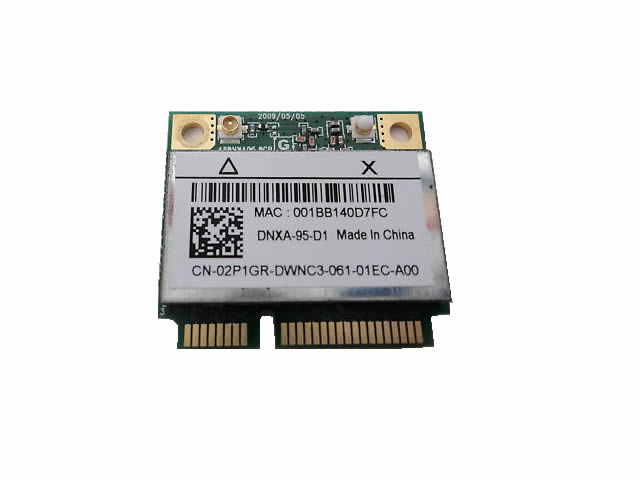 2009/05/05
G
Δ X
MAC : 001BB140D7FC
DNXA-95-D1 Made In China
CN-02P1GR-DWNC3-061-01EC-A00